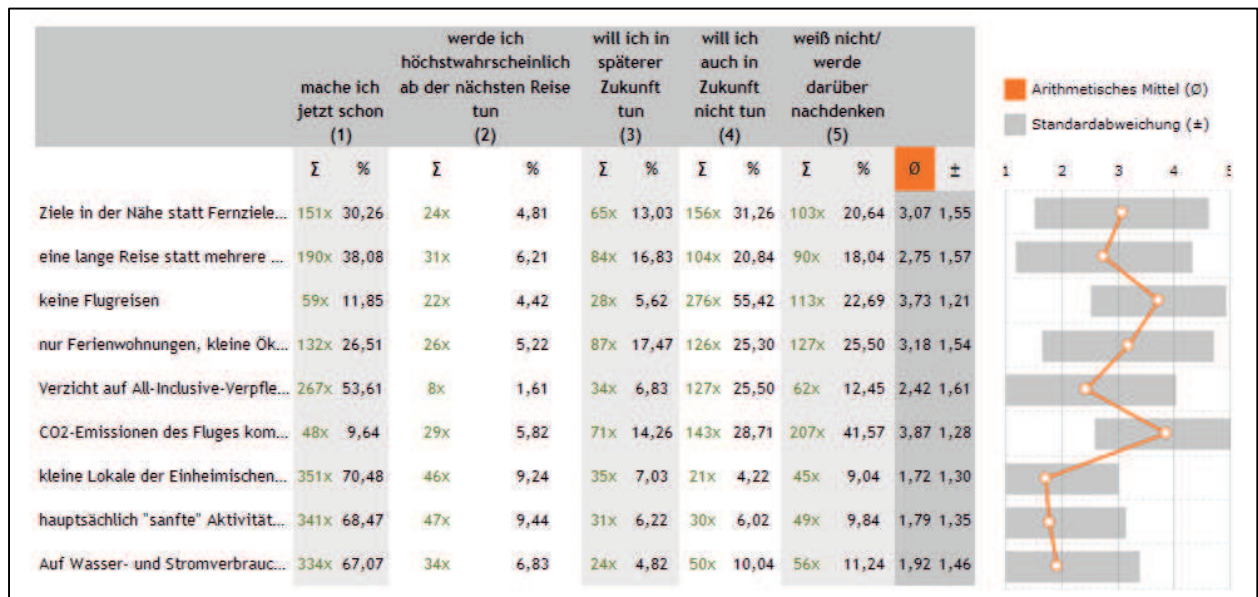 mache ich jetzt schon (1)
werde ich höchstwahrscheinlich ab der nächsten Reise tun (2)
will ich in späterer Zukunft tun (3)
will ich auch in Zukunft nicht tun (4)
weiß nicht/ werde darüber nachdenken (5)
Σ % Σ % Σ % Σ % Σ % Ø ±
Ziele in der Nähe statt Fernziele... 151x 30,26 24x 4,81 65x 13,03 156x 31,26 103x 20,64 3,07 1,55
eine lange Reise statt mehrere ... 190x 38,08 31x 6,21 84x 16,83 104x 20,84 90x 18,04 2,75 1,57
keine Flugreisen 59x 11,85 22x 4,42 28x 5,62 276x 55,42 113x 22,69 3,73 1,21
nur Ferienwohnungen, kleine Ök... 132x 26,51 26x 5,22 87x 17,47 126x 25,30 127x 25,50 3,18 1,54
Verzicht auf All-Inclusive-Verpfle... 267x 53,61 8x 1,61 34x 6,83 127x 25,50 62x 12,45 2,42 1,61
CO2-Emissionen des Fluges kom... 48x 9,64 29x 5,82 71x 14,26 143x 28,71 207x 41,57 3,87 1,28
kleine Lokale der Einheimischen... 351x 70,48 46x 9,24 35x 7,03 21x 4,22 45x 9,04 1,72 1,30
hauptsächlich "sanfte" Aktivität... 341x 68,47 47x 9,44 31x 6,22 30x 6,02 49x 9,84 1,79 1,35
Auf Wasser- und Stromverbrauc... 334x 67,07 34x 6,83 24x 4,82 50x 10,04 56x 11,24 1,92 1,46
Arithmetisches Mittel (Ø)
Standardabweichung (±)
1 2 3 4 5